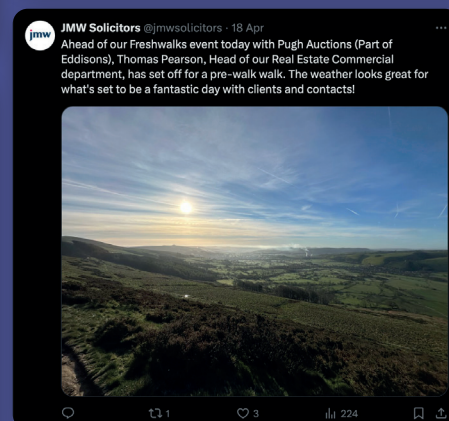 jmw
JMW Solicitors @jmwsolicitors · 18 Apr
Ahead of our Freshwalks event today with Pugh Auctions (Part of
Eddisons), Thomas Pearson, Head of our Real Estate Commercial
department, has set off for a pre-walk walk. The weather looks great for
what's set to be a fantastic day with clients and contacts!
1 3 224